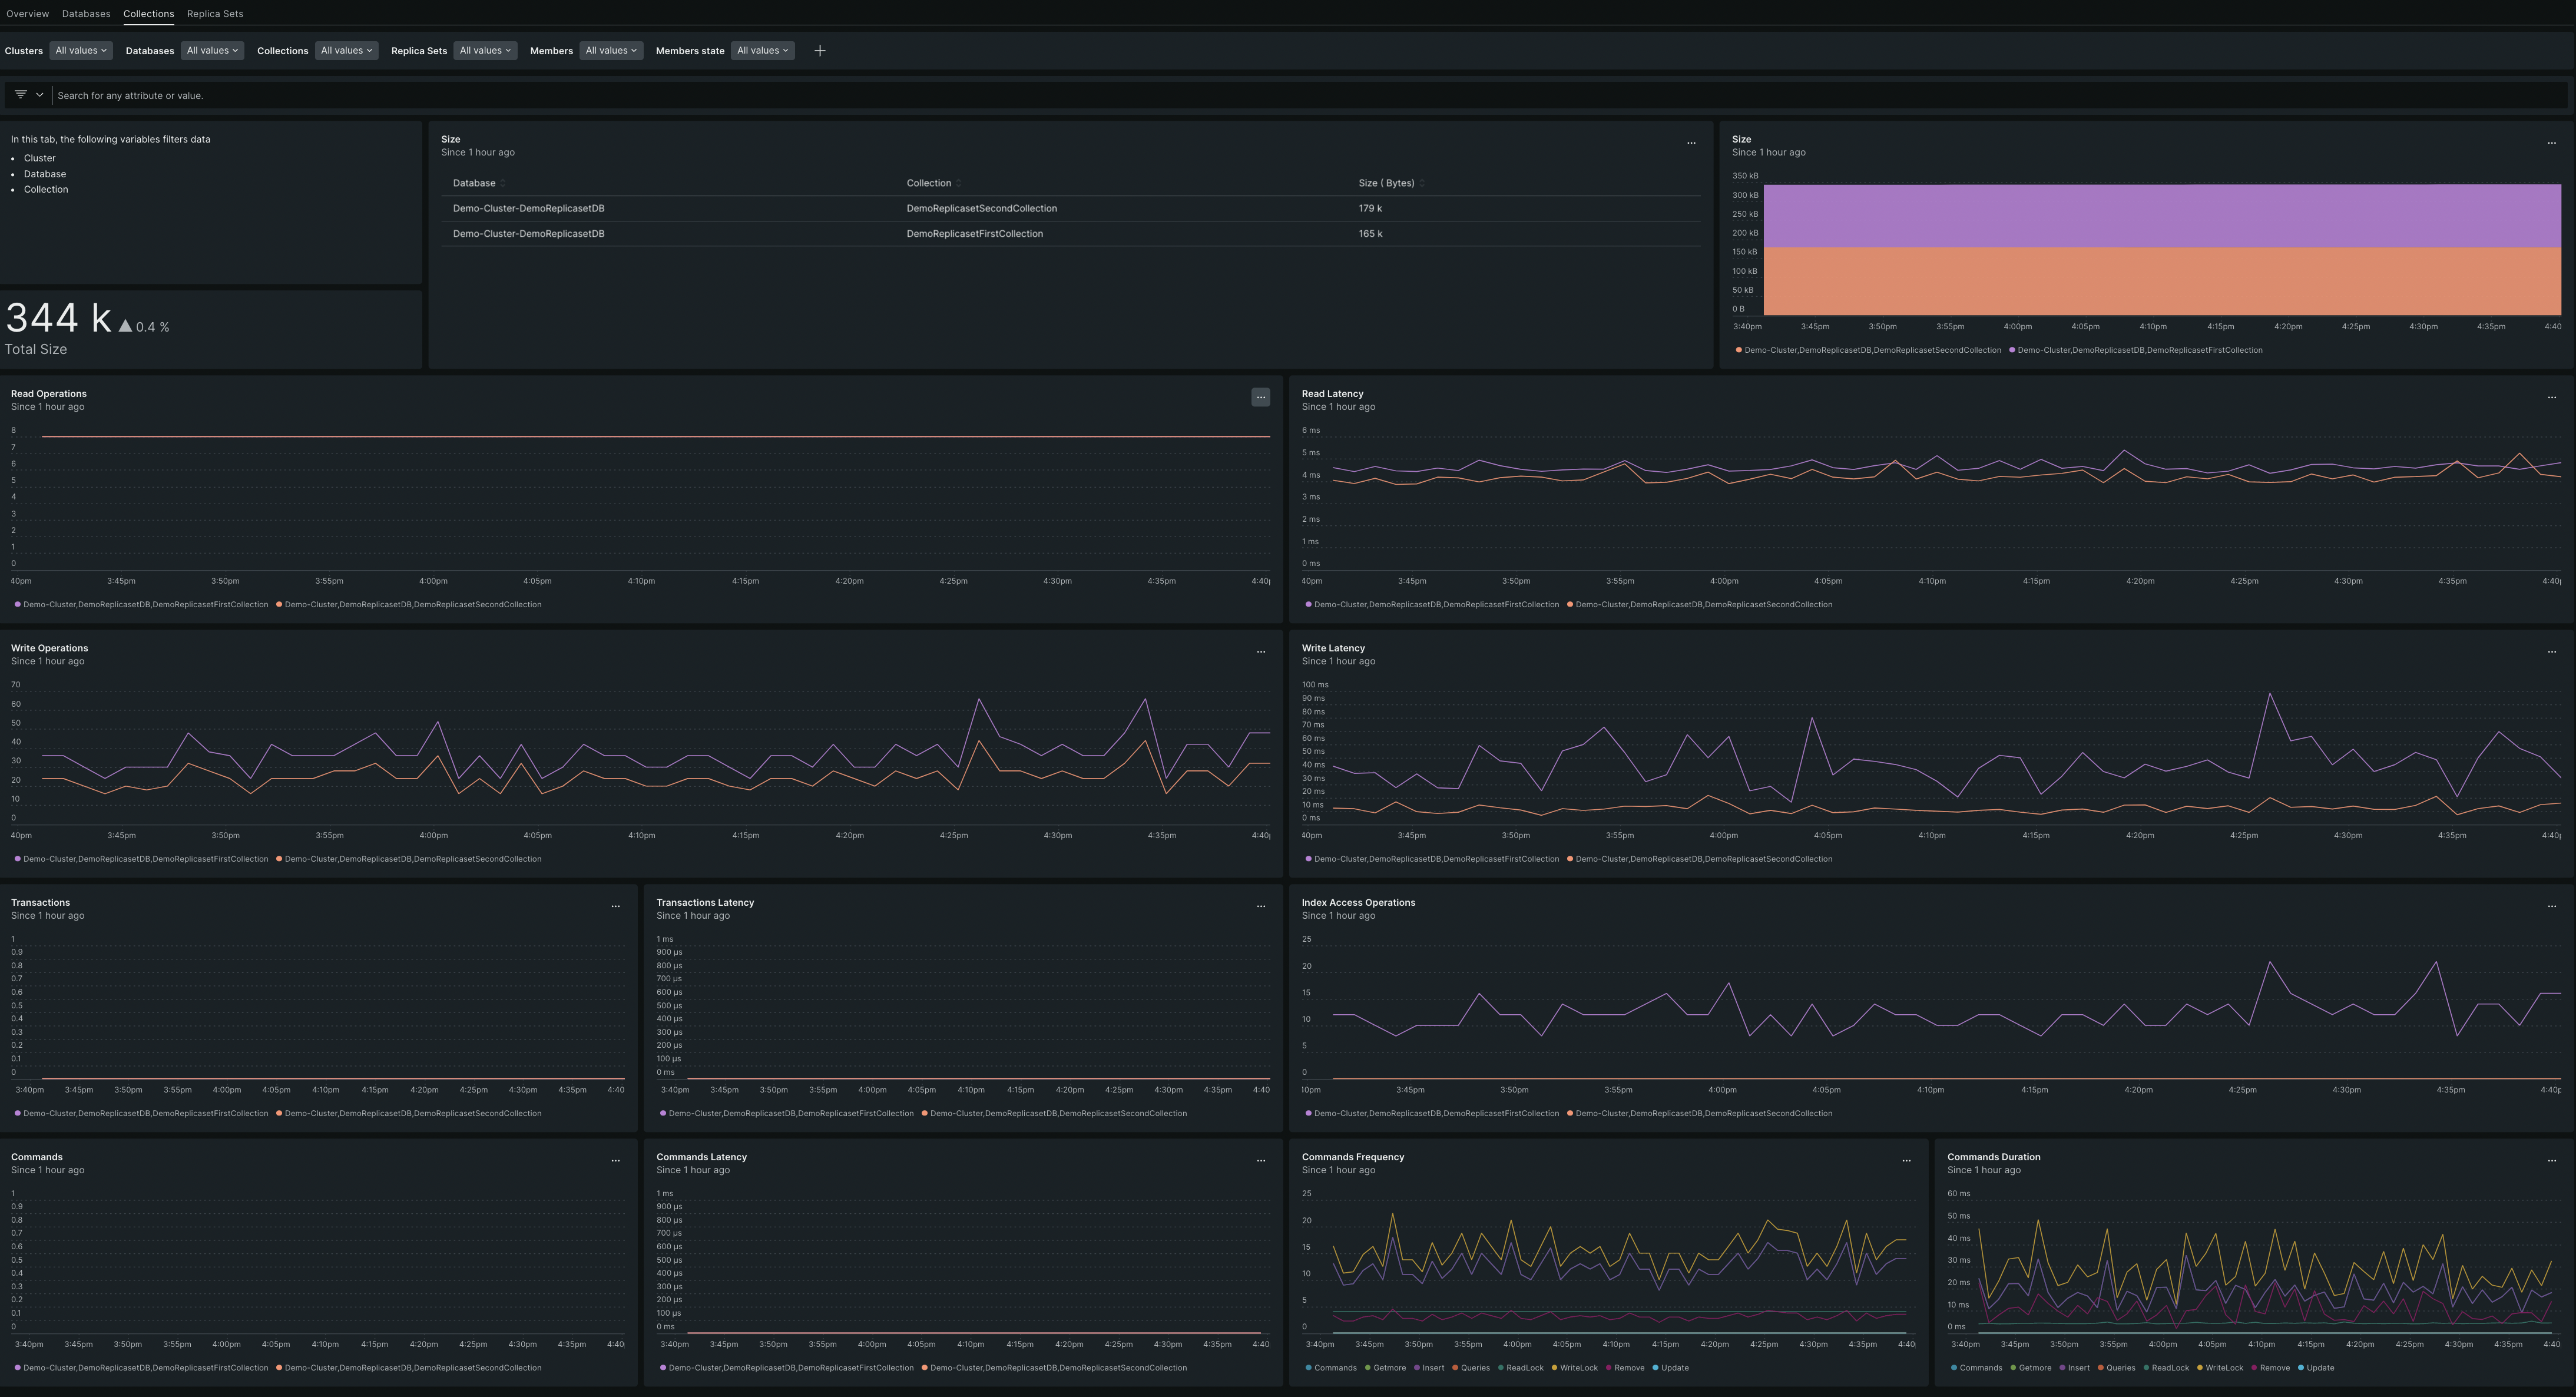 Overview Databases Collections Replica Sets
Clusters All values Databases All values Collections All values Replica Sets All values Members All values Members state All values +
Search for any attribute or value.
In this tab, the following variables filters data
• Cluster
• Database
• Collection
344 k 0.4 %
Total Size
Size
Since 1 hour ago
Database Collection Size ( Bytes)
Demo-Cluster-DemoReplicasetDB DemoReplicasetSecondCollection 179 k
Demo-Cluster-DemoReplicasetDB DemoReplicasetFirstCollection 165 k
Size
Since 1 hour ago
350 kB
300 kB
250 kB
200 kB
150 kB
100 kB
50 kB
0 B
3:40pm 3:45pm 3:50pm 3:55pm 4:00pm 4:05pm 4:10pm 4:15pm 4:20pm 4:25pm 4:30pm 4:35pm 4:40
Demo-Cluster,DemoReplicasetDB,DemoReplicasetSecondCollection Demo-Cluster,DemoReplicasetDB,DemoReplicasetFirstCollection
Read Operations
Since 1 hour ago
8
7
6
5
4
3
2
1
0
40pm 3:45pm 3:50pm 3:55pm 4:00pm 4:05pm 4:10pm 4:15pm 4:20pm 4:25pm 4:30pm 4:35pm 4:40p
Demo-Cluster,DemoReplicasetDB,DemoReplicasetFirstCollection Demo-Cluster,DemoReplicasetDB,DemoReplicasetSecondCollection
Read Latency
Since 1 hour ago
6 ms
5 ms
4 ms
3 ms
2 ms
1 ms
0 ms
40pm 3:45pm 3:50pm 3:55pm 4:00pm 4:05pm 4:10pm 4:15pm 4:20pm 4:25pm 4:30pm 4:35pm 4:40p
Demo-Cluster,DemoReplicasetDB,DemoReplicasetFirstCollection Demo-Cluster,DemoReplicasetDB,DemoReplicasetSecondCollection
Write Operations
Since 1 hour ago
70
60
50
40
30
20
10
0
40pm 3:45pm 3:50pm 3:55pm 4:00pm 4:05pm 4:10pm 4:15pm 4:20pm 4:25pm 4:30pm 4:35pm 4:40p
Demo-Cluster,DemoReplicasetDB,DemoReplicasetFirstCollection Demo-Cluster,DemoReplicasetDB,DemoReplicasetSecondCollection
Write Latency
Since 1 hour ago
100 ms
90 ms
80 ms
70 ms
60 ms
50 ms
40 ms
30 ms
20 ms
10 ms
0 ms
40pm 3:45pm 3:50pm 3:55pm 4:00pm 4:05pm 4:10pm 4:15pm 4:20pm 4:25pm 4:30pm 4:35pm 4:40p
Demo-Cluster,DemoReplicasetDB,DemoReplicasetFirstCollection Demo-Cluster,DemoReplicasetDB,DemoReplicasetSecondCollection
Transactions
Since 1 hour ago
1
0.9
0.8
0.7
0.6
0.5
0.4
0.3
0.2
0.1
0
3:40pm 3:45pm 3:50pm 3:55pm 4:00pm 4:05pm 4:10pm 4:15pm 4:20pm 4:25pm 4:30pm 4:35pm 4:40
Demo-Cluster,DemoReplicasetDB,DemoReplicasetFirstCollection Demo-Cluster,DemoReplicasetDB,DemoReplicasetSecondCollection
Transactions Latency
Since 1 hour ago
1 ms
900 µs
800 µs
700 µs
600 µs
500 µs
400 µs
300 µs
200 µs
100 µs
0 ms
3:40pm 3:45pm 3:50pm 3:55pm 4:00pm 4:05pm 4:10pm 4:15pm 4:20pm 4:25pm 4:30pm 4:35pm 4:40
Demo-Cluster,DemoReplicasetDB,DemoReplicasetFirstCollection Demo-Cluster,DemoReplicasetDB,DemoReplicasetSecondCollection
Index Access Operations
Since 1 hour ago
25
20
15
10
5
0
40pm 3:45pm 3:50pm 3:55pm 4:00pm 4:05pm 4:10pm 4:15pm 4:20pm 4:25pm 4:30pm 4:35pm 4:40p
Demo-Cluster,DemoReplicasetDB,DemoReplicasetFirstCollection Demo-Cluster,DemoReplicasetDB,DemoReplicasetSecondCollection
Commands
Since 1 hour ago
1
0.9
0.8
0.7
0.6
0.5
0.4
0.3
0.2
0.1
0
3:40pm 3:45pm 3:50pm 3:55pm 4:00pm 4:05pm 4:10pm 4:15pm 4:20pm 4:25pm 4:30pm 4:35pm 4:40
Demo-Cluster,DemoReplicasetDB,DemoReplicasetFirstCollection Demo-Cluster,DemoReplicasetDB,DemoReplicasetSecondCollection
Commands Latency
Since 1 hour ago
1 ms
900 µs
800 µs
700 µs
600 µs
500 µs
400 µs
300 µs
200 µs
100 µs
0 ms
3:40pm 3:45pm 3:50pm 3:55pm 4:00pm 4:05pm 4:10pm 4:15pm 4:20pm 4:25pm 4:30pm 4:35pm 4:40
Demo-Cluster,DemoReplicasetDB,DemoReplicasetFirstCollection Demo-Cluster,DemoReplicasetDB,DemoReplicasetSecondCollection
Commands Frequency
Since 1 hour ago
25
20
15
10
5
0
3:40pm 3:45pm 3:50pm 3:55pm 4:00pm 4:05pm 4:10pm 4:15pm 4:20pm 4:25pm 4:30pm 4:35pm 4:40
Commands Getmore Insert Queries ReadLock WriteLock Remove Update
Commands Duration
Since 1 hour ago
60 ms
50 ms
40 ms
30 ms
20 ms
10 ms
0 ms
3:40pm 3:45pm 3:50pm 3:55pm 4:00pm 4:05pm 4:10pm 4:15pm 4:20pm 4:25pm 4:30pm 4:35pm 4:40
Commands Getmore Insert Queries ReadLock WriteLock Remove Update